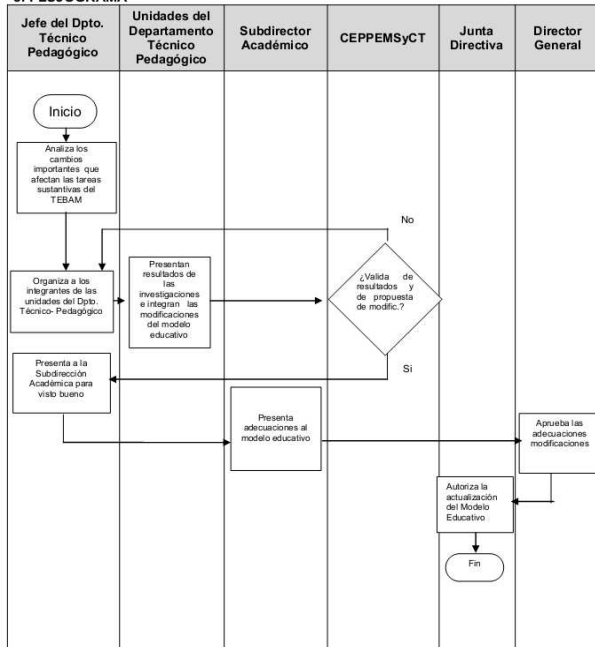 Jefe del Dpto.
Técnico
Pedagógico
Unidades del
Departamento
Técnico
Pedagógico
Subdirector
Académico
CEPPEMSyCT
Junta
Directiva
Director
General
Inicio
Analiza los
cambios
importantes que
afectan las tareas
sustantivas del
TEBAM
No
Organiza a los
integrantes de las
unidades del Dpto.
Técnico- Pedagógico
Presentan
resultados de
las
investigaciones
e integran las
modificaciones
del modelo
educativo
¿Valida de
resultados y
de propuesta
de modific.?
Si
Presenta a la
Subdirección
Académica para
visto bueno
Presenta
adecuaciones al
modelo educativo
Aprueba las
adecuaciones
modificaciones
Autoriza la
actualización
del Modelo
Educativo
Fin